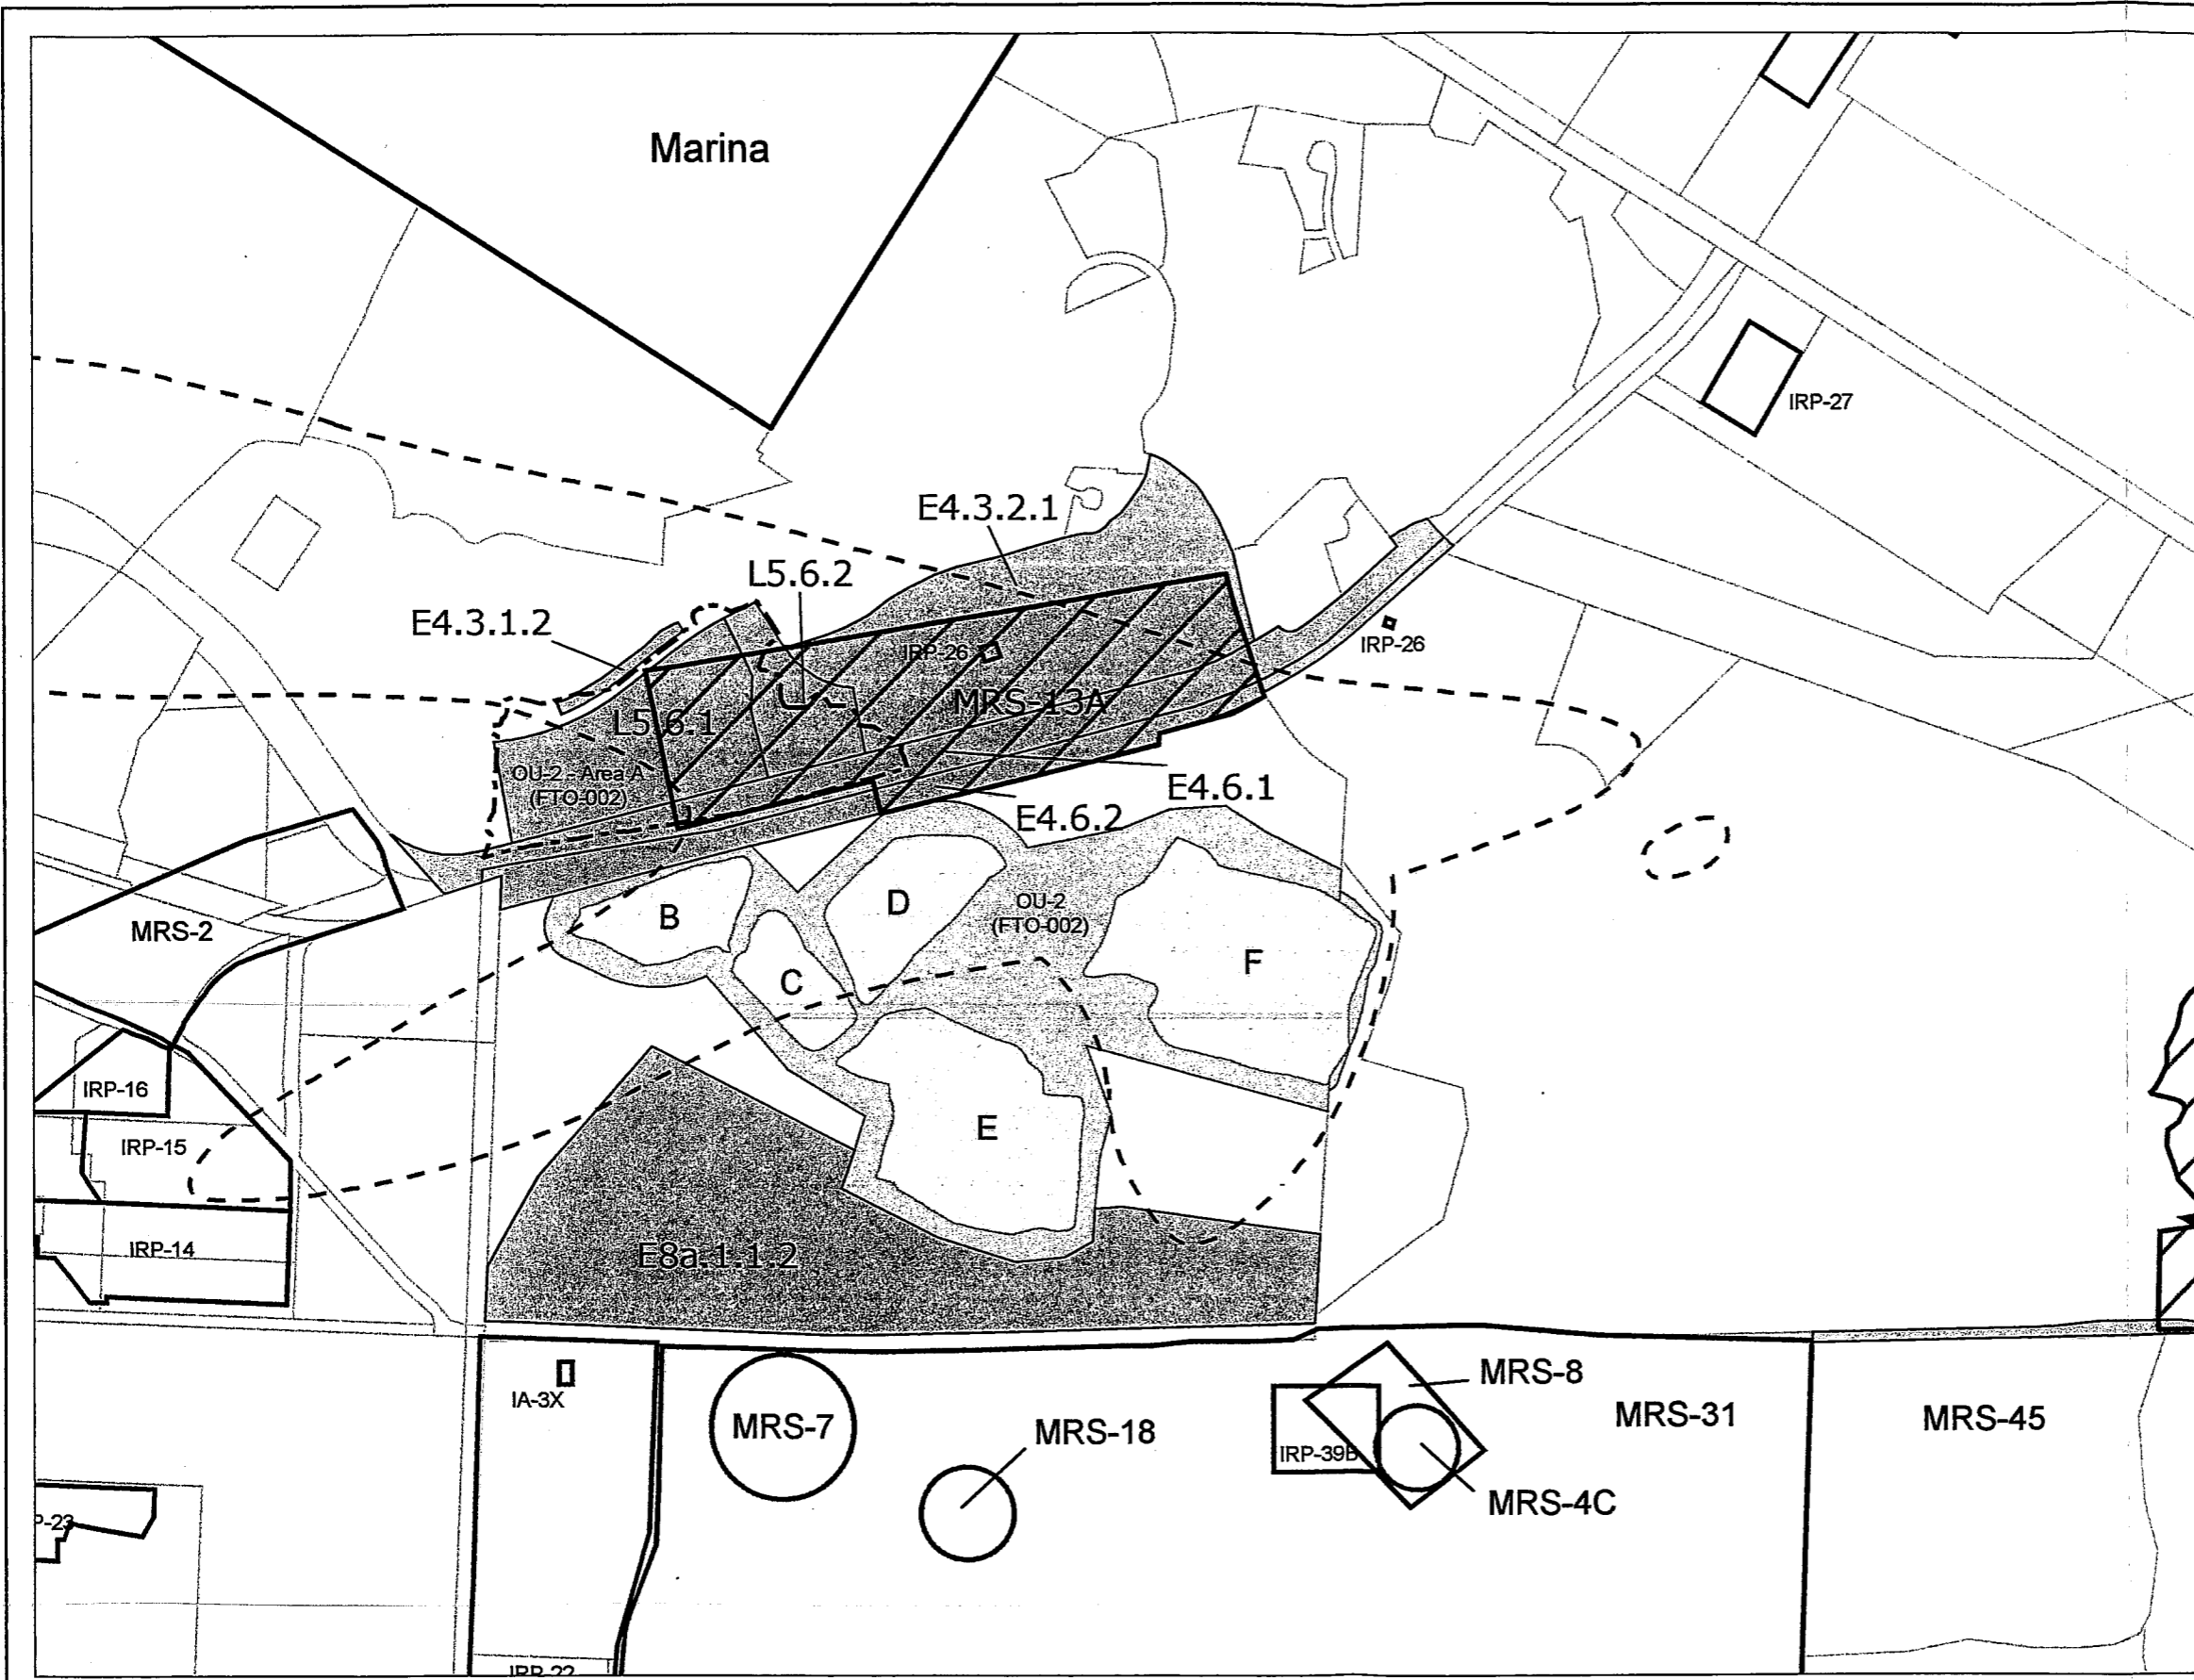 Marina
IRP-27
E4.3.2.1
L5.6.2
E4.3.1.2
IRP-26
IRP-26
MRS-13A
L5.6.1
OU-2 - Area A
(FTO-002)
E4.6.1
E4.6.2
B
D
OU-2
(FTO-002)
F
MRS-2
C
IRP-16
E
IRP-15
IRP-14
E8a.1.1.2
MRS-8
IA-3X
MRS-7
MRS-18
MRS-31
MRS-45
IRP-39B
MRS-4C
P-23
IRP-22